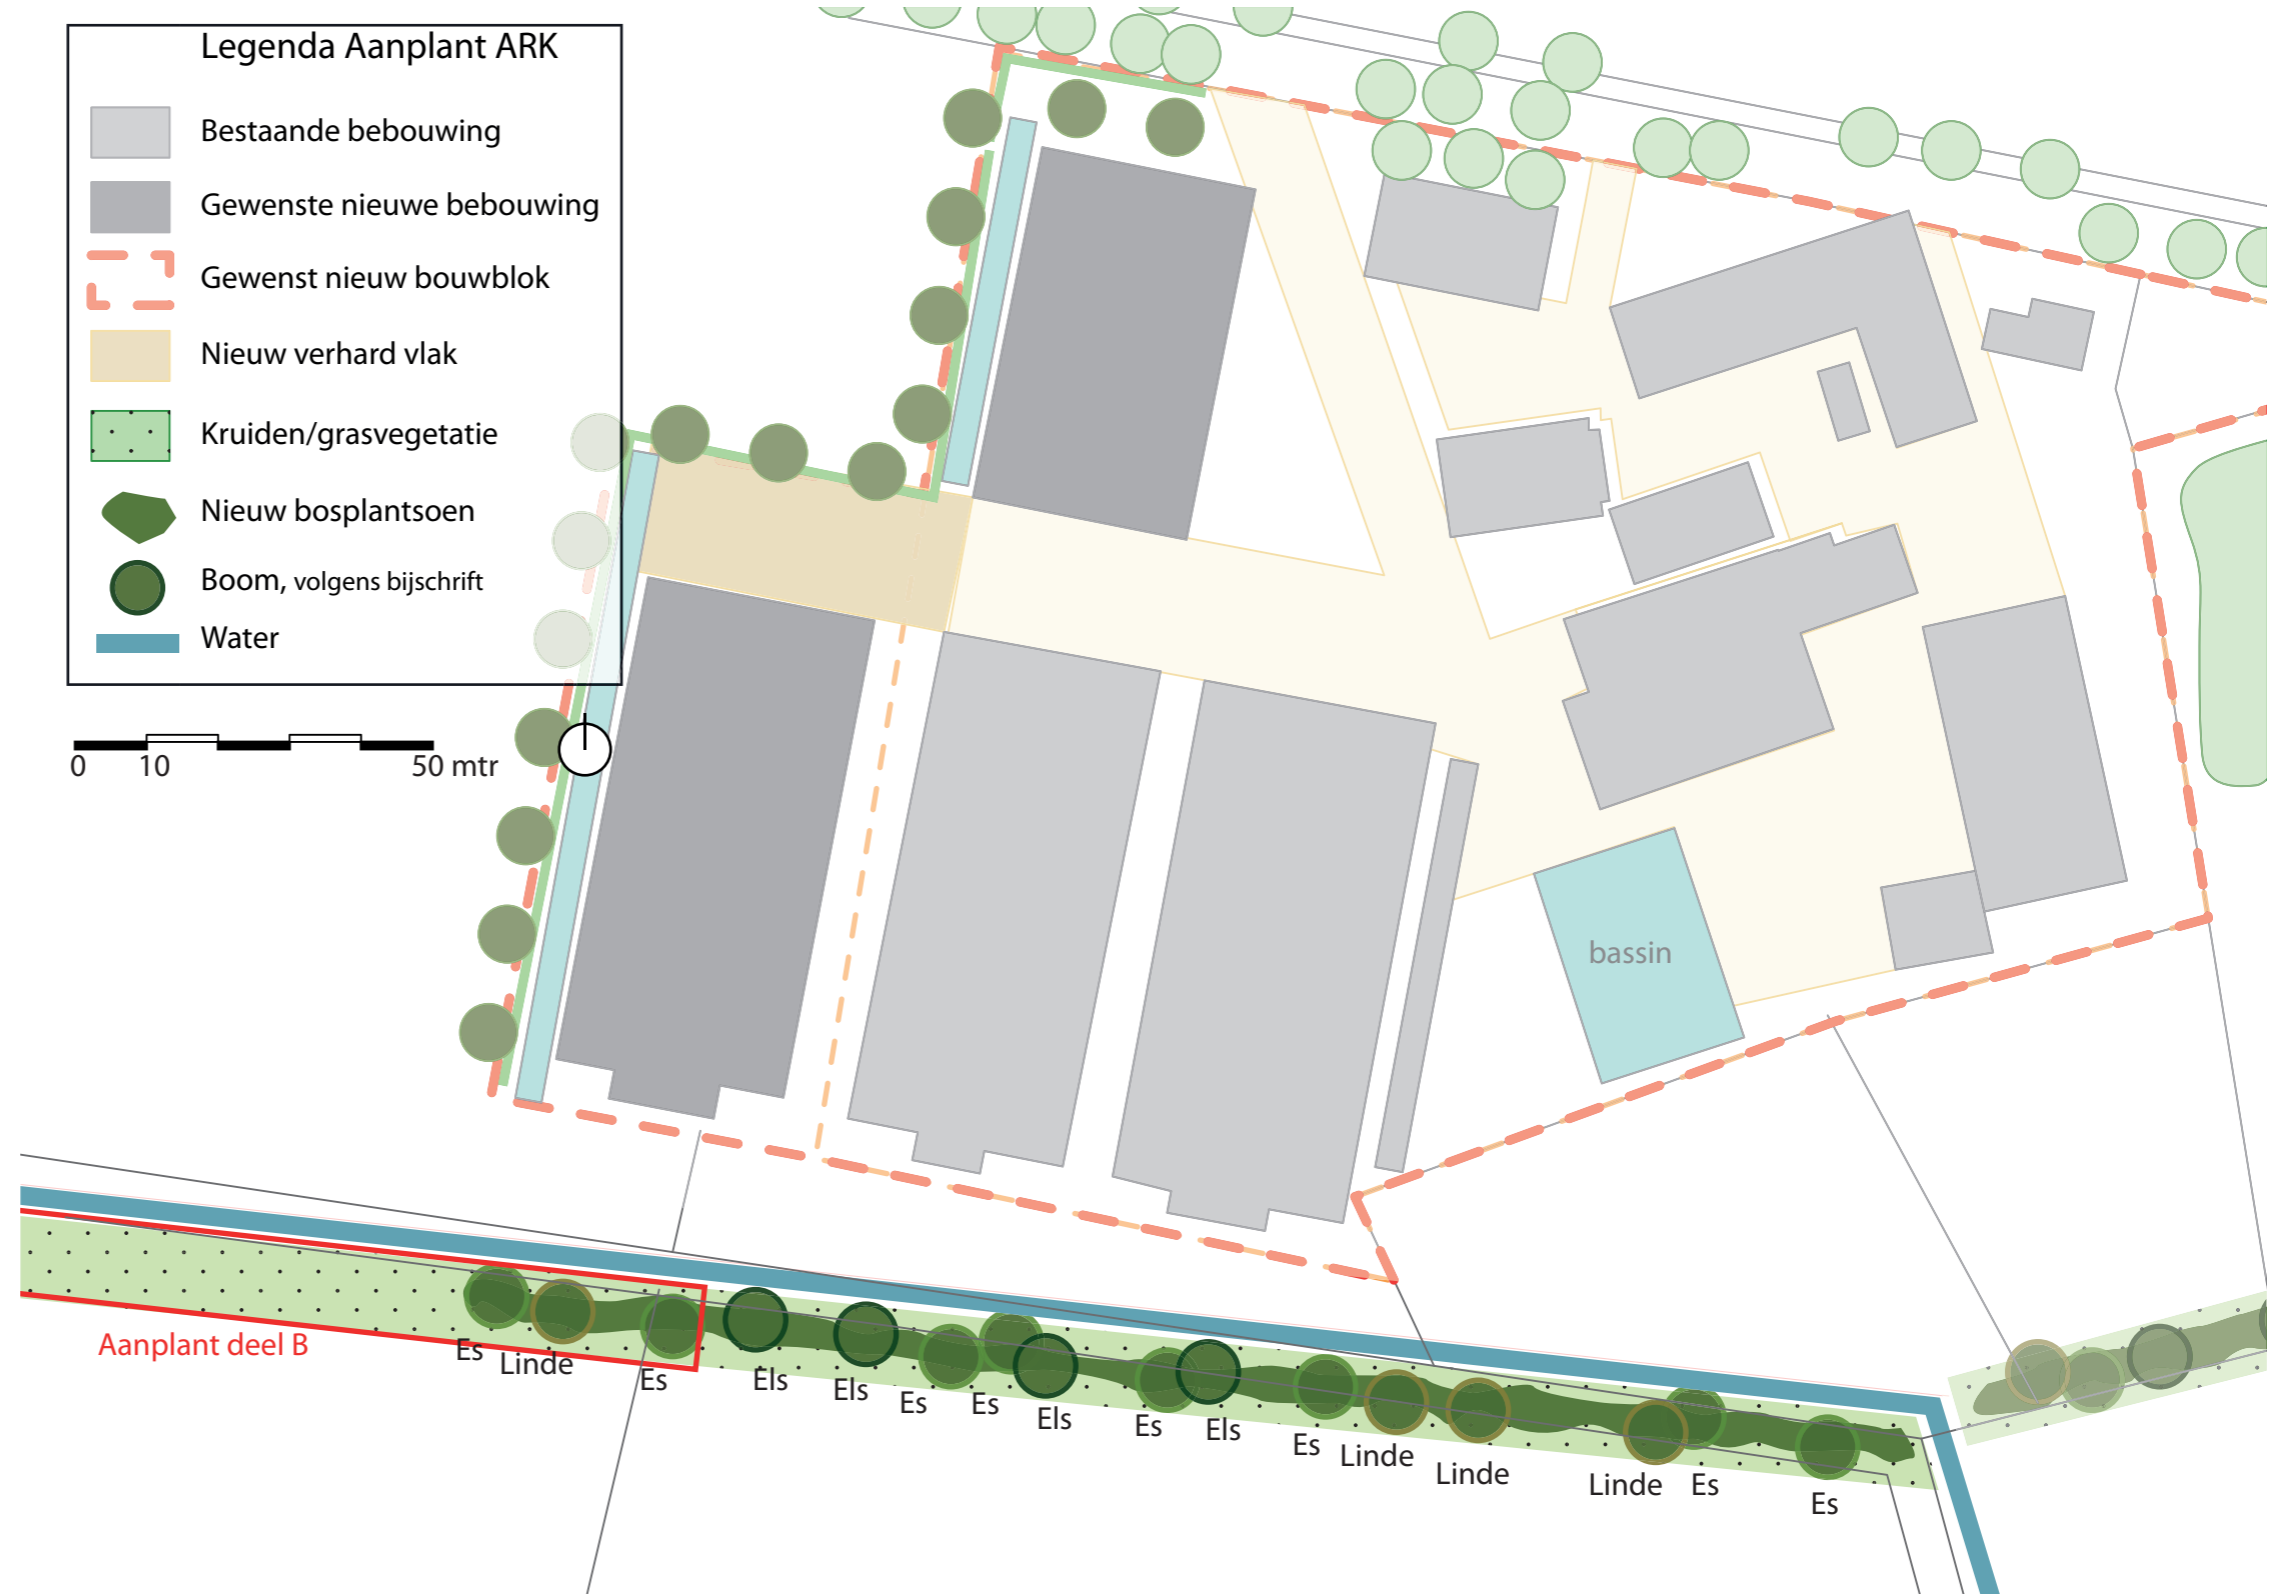 Legenda Aanplant ARK
Bestaande bebouwing
Gewenste nieuwe bebouwing
Gewenst nieuw bouwblok
Nieuw verhard vlak
Kruiden/grasvegetatie
Nieuw bosplantsoen
Boom, volgens bijschrift
Water
0 10 50 mtr
bassin
Aanplant deel B
Es
Linde
Es
Els
Els
Es
Es
Els
Es
Els
Es
Linde
Linde
Linde
Es
Es